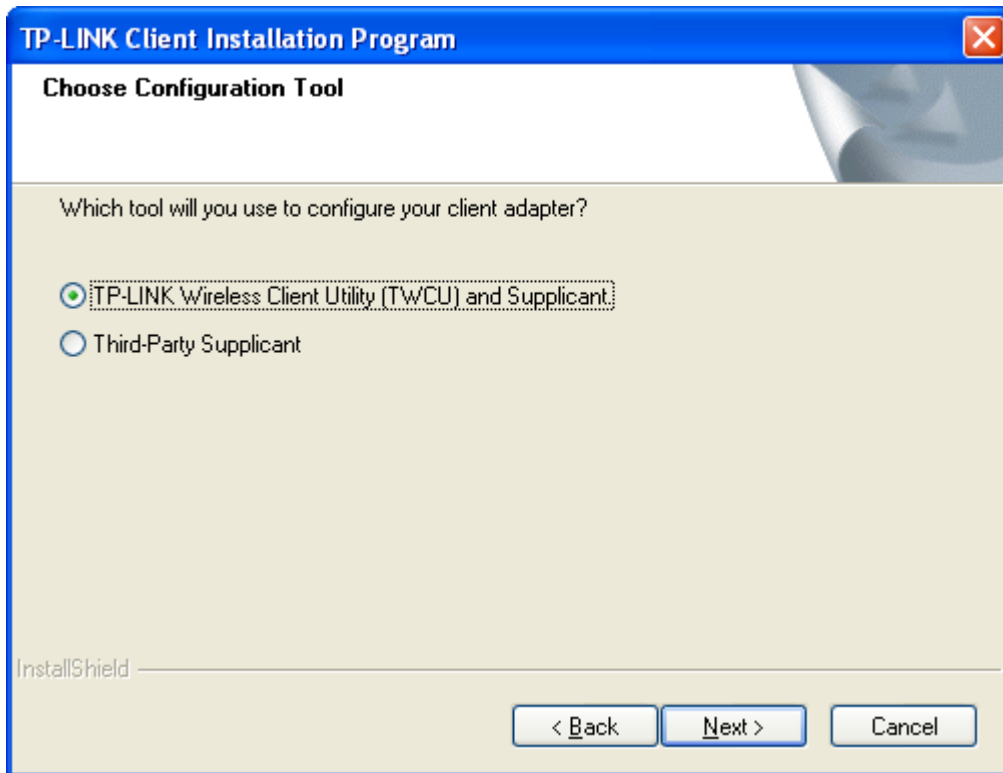 TP-LINK Client Installation Program
Choose Configuration Tool
Which tool will you use to configure your client adapter?
TP-LINK Wireless Client Utility (TWCU) and Supplicant.
Third-Party Supplicant
InstallShield
< Back Next > Cancel